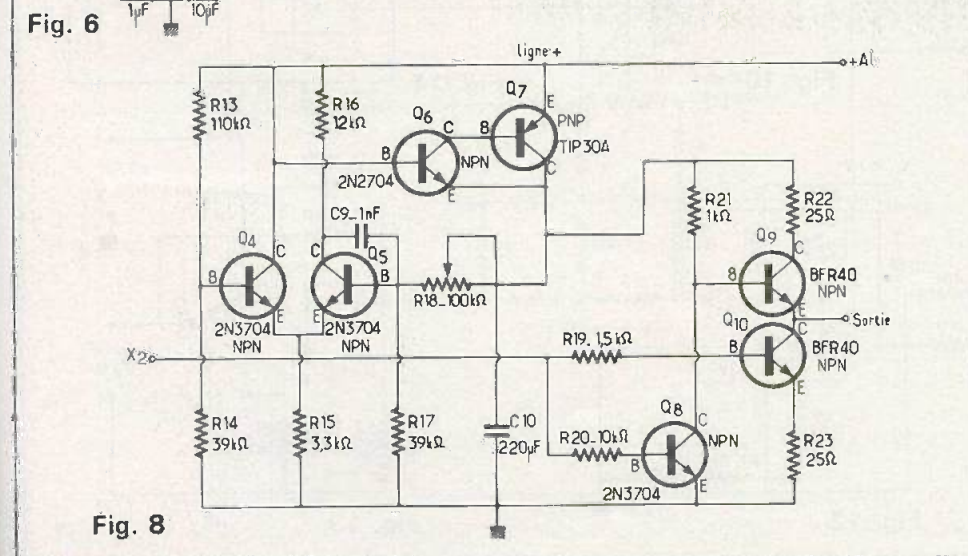 Fig. 6
1µF
10µF
ligne+
+Al
R13
110kΩ
R16
12kΩ
Q6
C
B
NPN
2N2704
E
Q7
E
B
PNP
TIP30A
C
R21
1kΩ
R22
25Ω
C9_1nF
Q4
C
B
E
2N3704
NPN
Q5
C
B
E
2N3704
NPN
R18_100kΩ
Q9
C
8
BFR40
NPN
E
Sortie
Q10
C
B
BFR40
NPN
E
X2
R19_1,5kΩ
R14
39kΩ
R15
3,3kΩ
R17
39kΩ
C10
220µF
R20_10kΩ
Q8
C
B
NPN
E
2N3704
R23
25Ω
Fig. 8